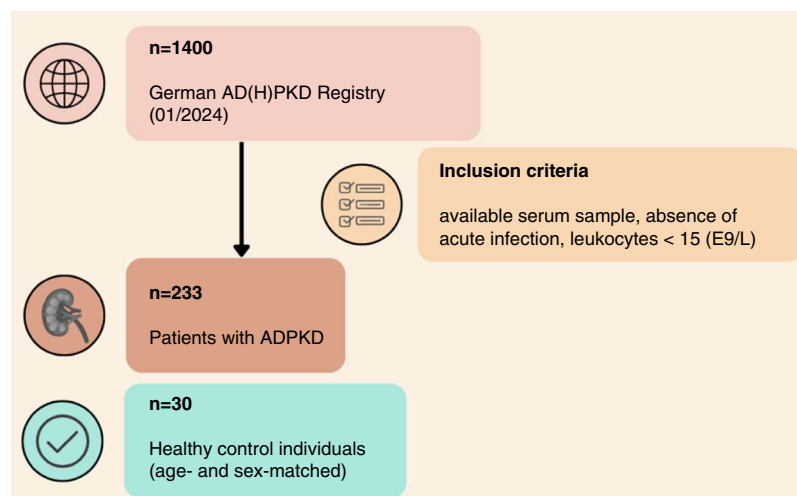 n=1400
German AD(H)PKD Registry
(01/2024)
Inclusion criteria
available serum sample, absence of
acute infection, leukocytes < 15 (E9/L)
n=233
Patients with ADPKD
n=30
Healthy control individuals
(age- and sex-matched)